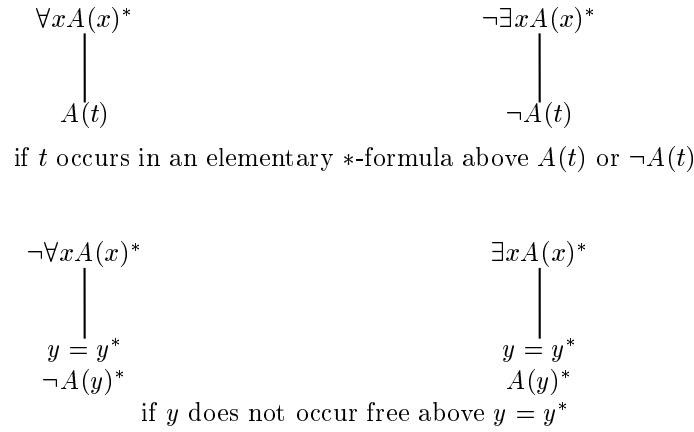 ∀xA(x)* ¬∃xA(x)*
A(t) ¬A(t)
if t occurs in an elementary ∗-formula above A(t) or ¬A(t)
¬∀xA(x)* ∃xA(x)*
y = y* y = y*
¬A(y)* A(y)*
if y does not occur free above y = y*